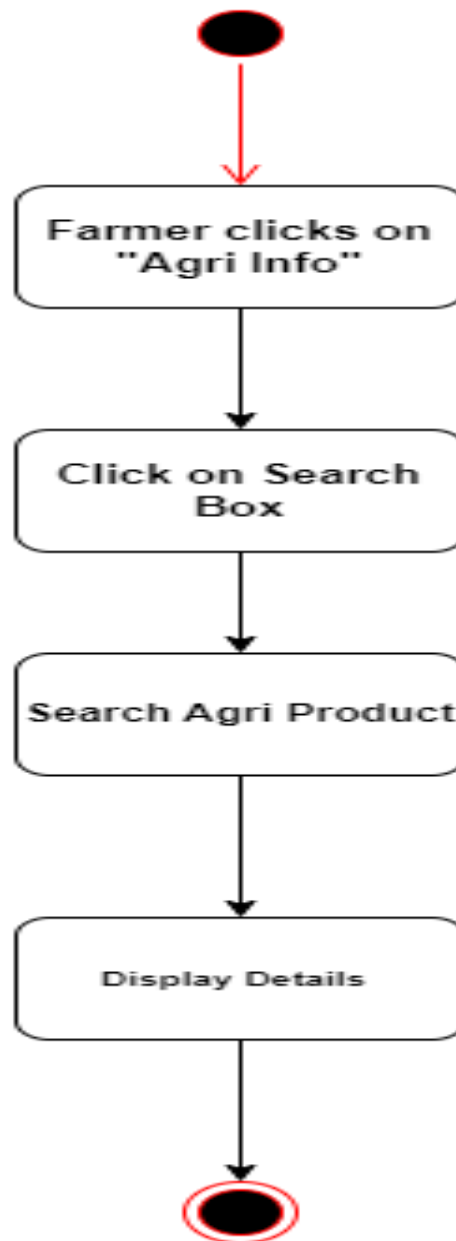 Farmer clicks on
"Agri Info"
Click on Search
Box
Search Agri Product
Display Details